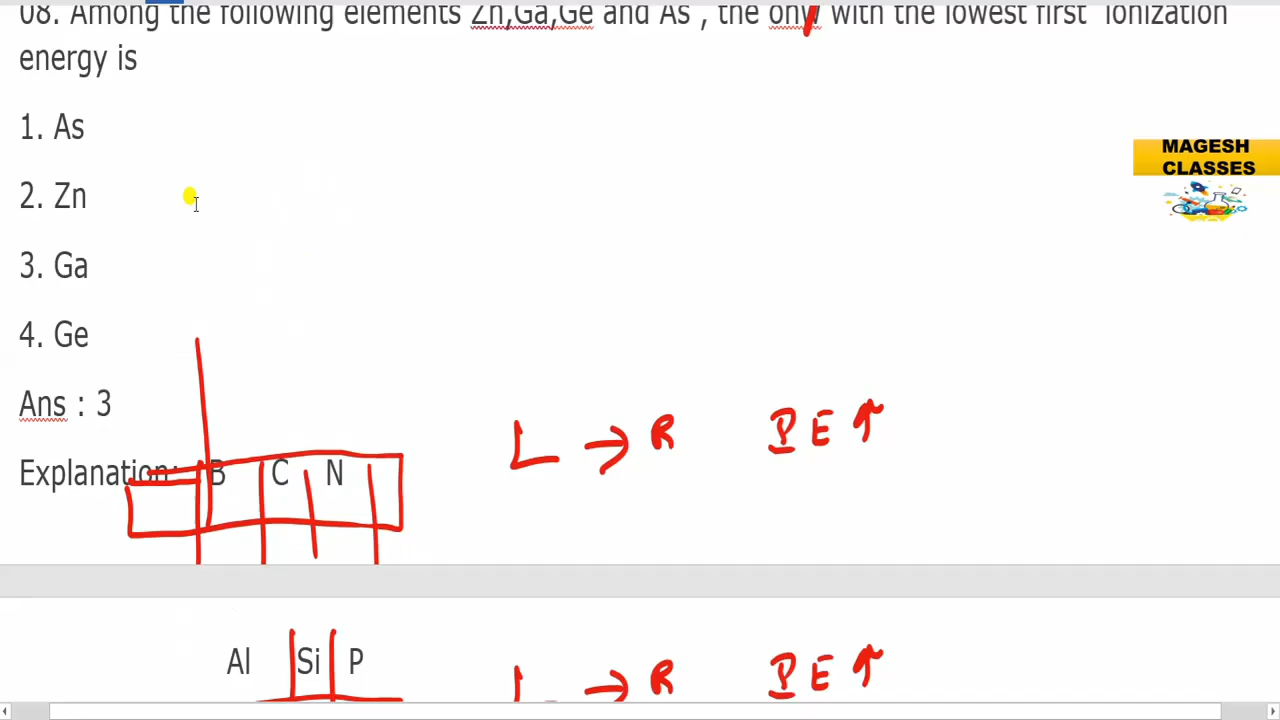 08. Among the following elements Zn,Ga,Ge and As , the only with the lowest first ionization
energy is
1. As
MAGESH
CLASSES
2. Zn
3. Ga
4. Ge
Ans : 3
L → R IE ↑
Explanation: B C N
Al Si P
L → R IE ↑